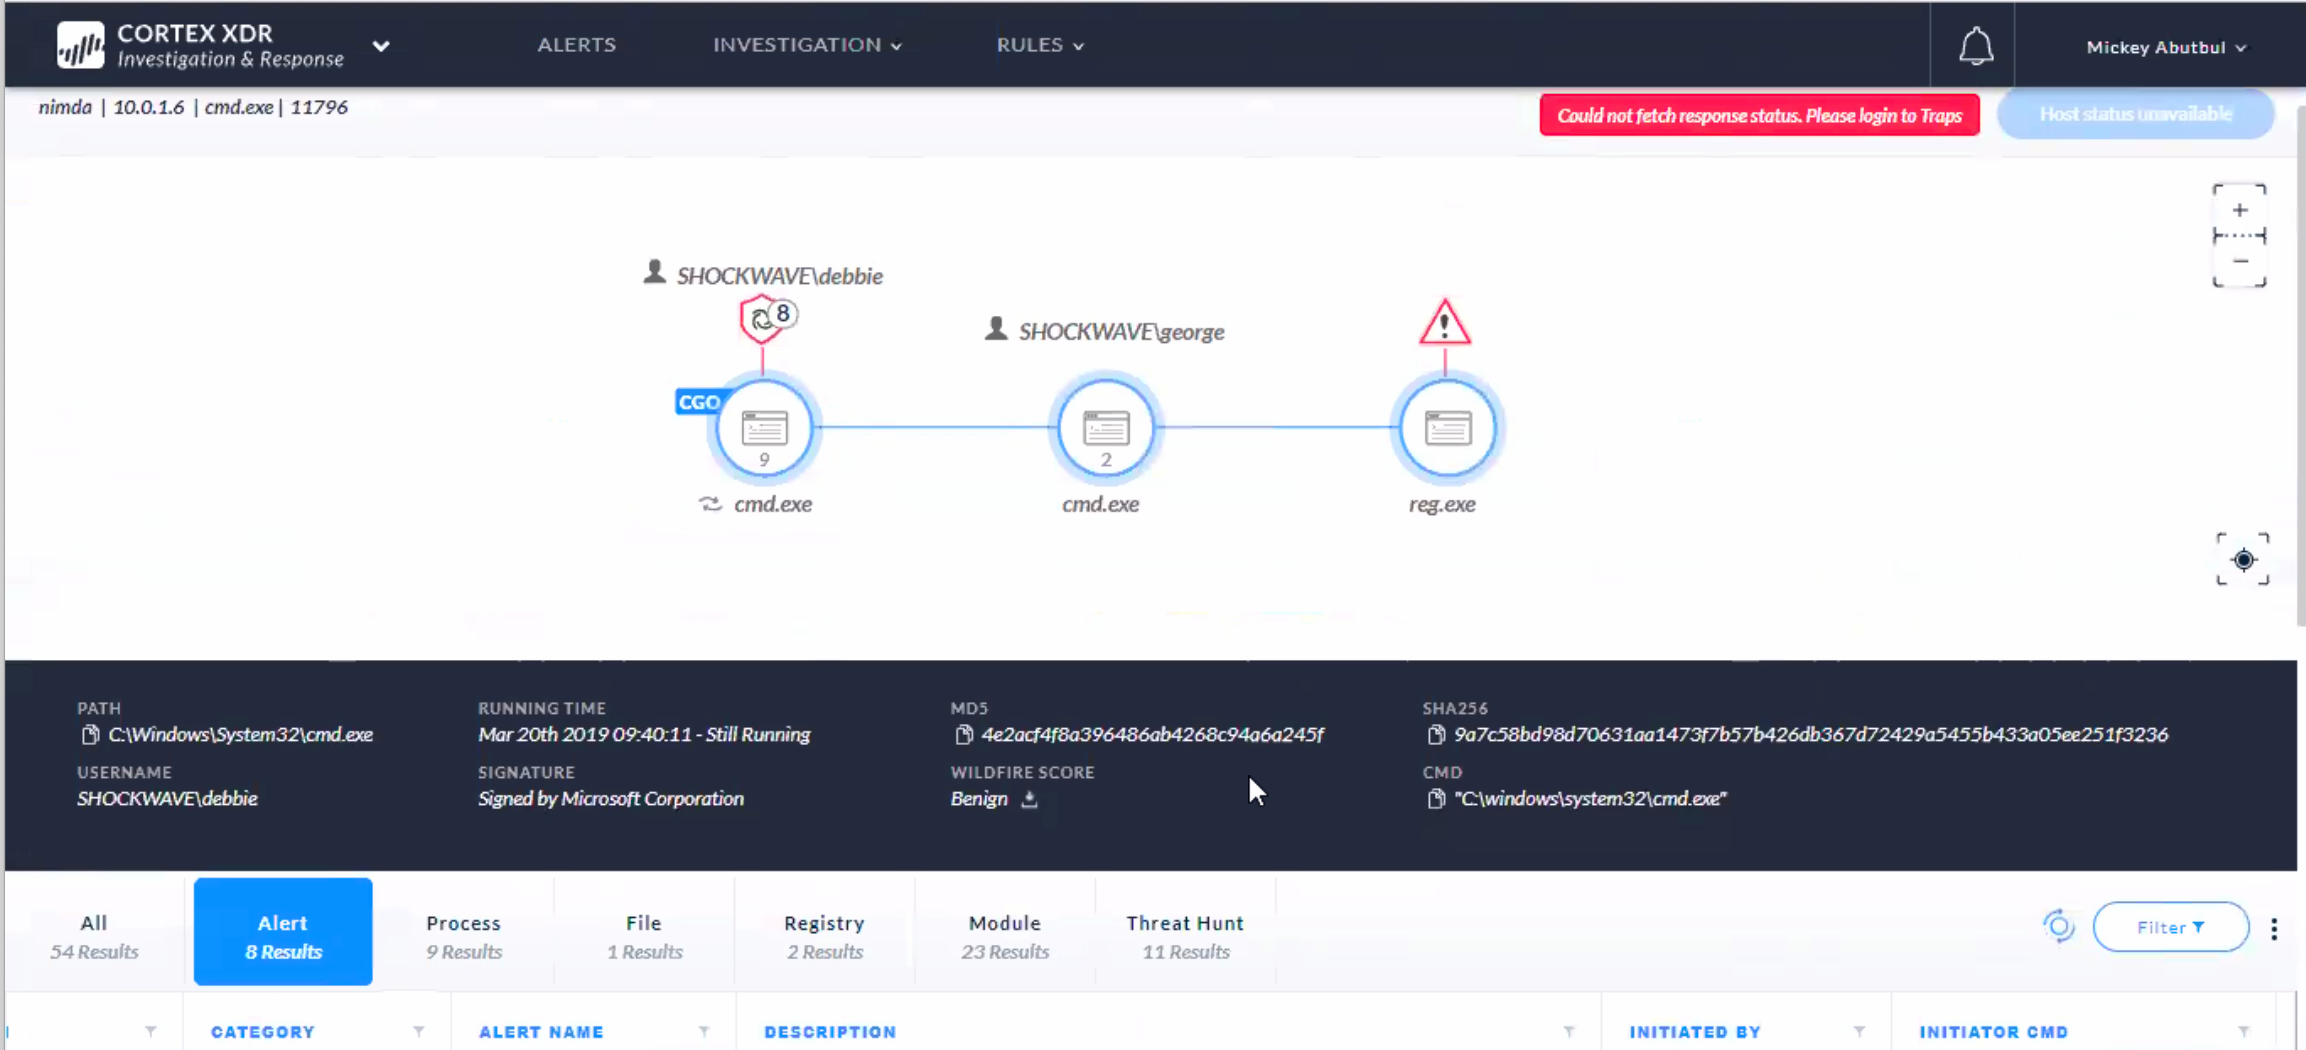 CORTEX XDR
Investigation & Response
ALERTS
INVESTIGATION
RULES
Mickey Abutbul
nimda | 10.0.1.6 | cmd.exe | 11796
Could not fetch response status. Please login to Traps
Host status unavailable
SHOCKWAVE\debbie
8
SHOCKWAVE\george
CGO
9
2
cmd.exe
cmd.exe
reg.exe
PATH
C:\Windows\System32\cmd.exe
RUNNING TIME
Mar 20th 2019 09:40:11 - Still Running
MD5
4e2acf4f8a396486ab4268c94a6a245f
SHA256
9a7c58bd98d70631aa1473f7b57b426db367d72429a5455b433a05ee251f3236
USERNAME
SHOCKWAVE\debbie
SIGNATURE
Signed by Microsoft Corporation
WILDFIRE SCORE
Benign
CMD
"C:\windows\system32\cmd.exe"
All
54 Results
Alert
8 Results
Process
9 Results
File
1 Results
Registry
2 Results
Module
23 Results
Threat Hunt
11 Results
Filter
CATEGORY
ALERT NAME
DESCRIPTION
INITIATED BY
INITIATOR CMD